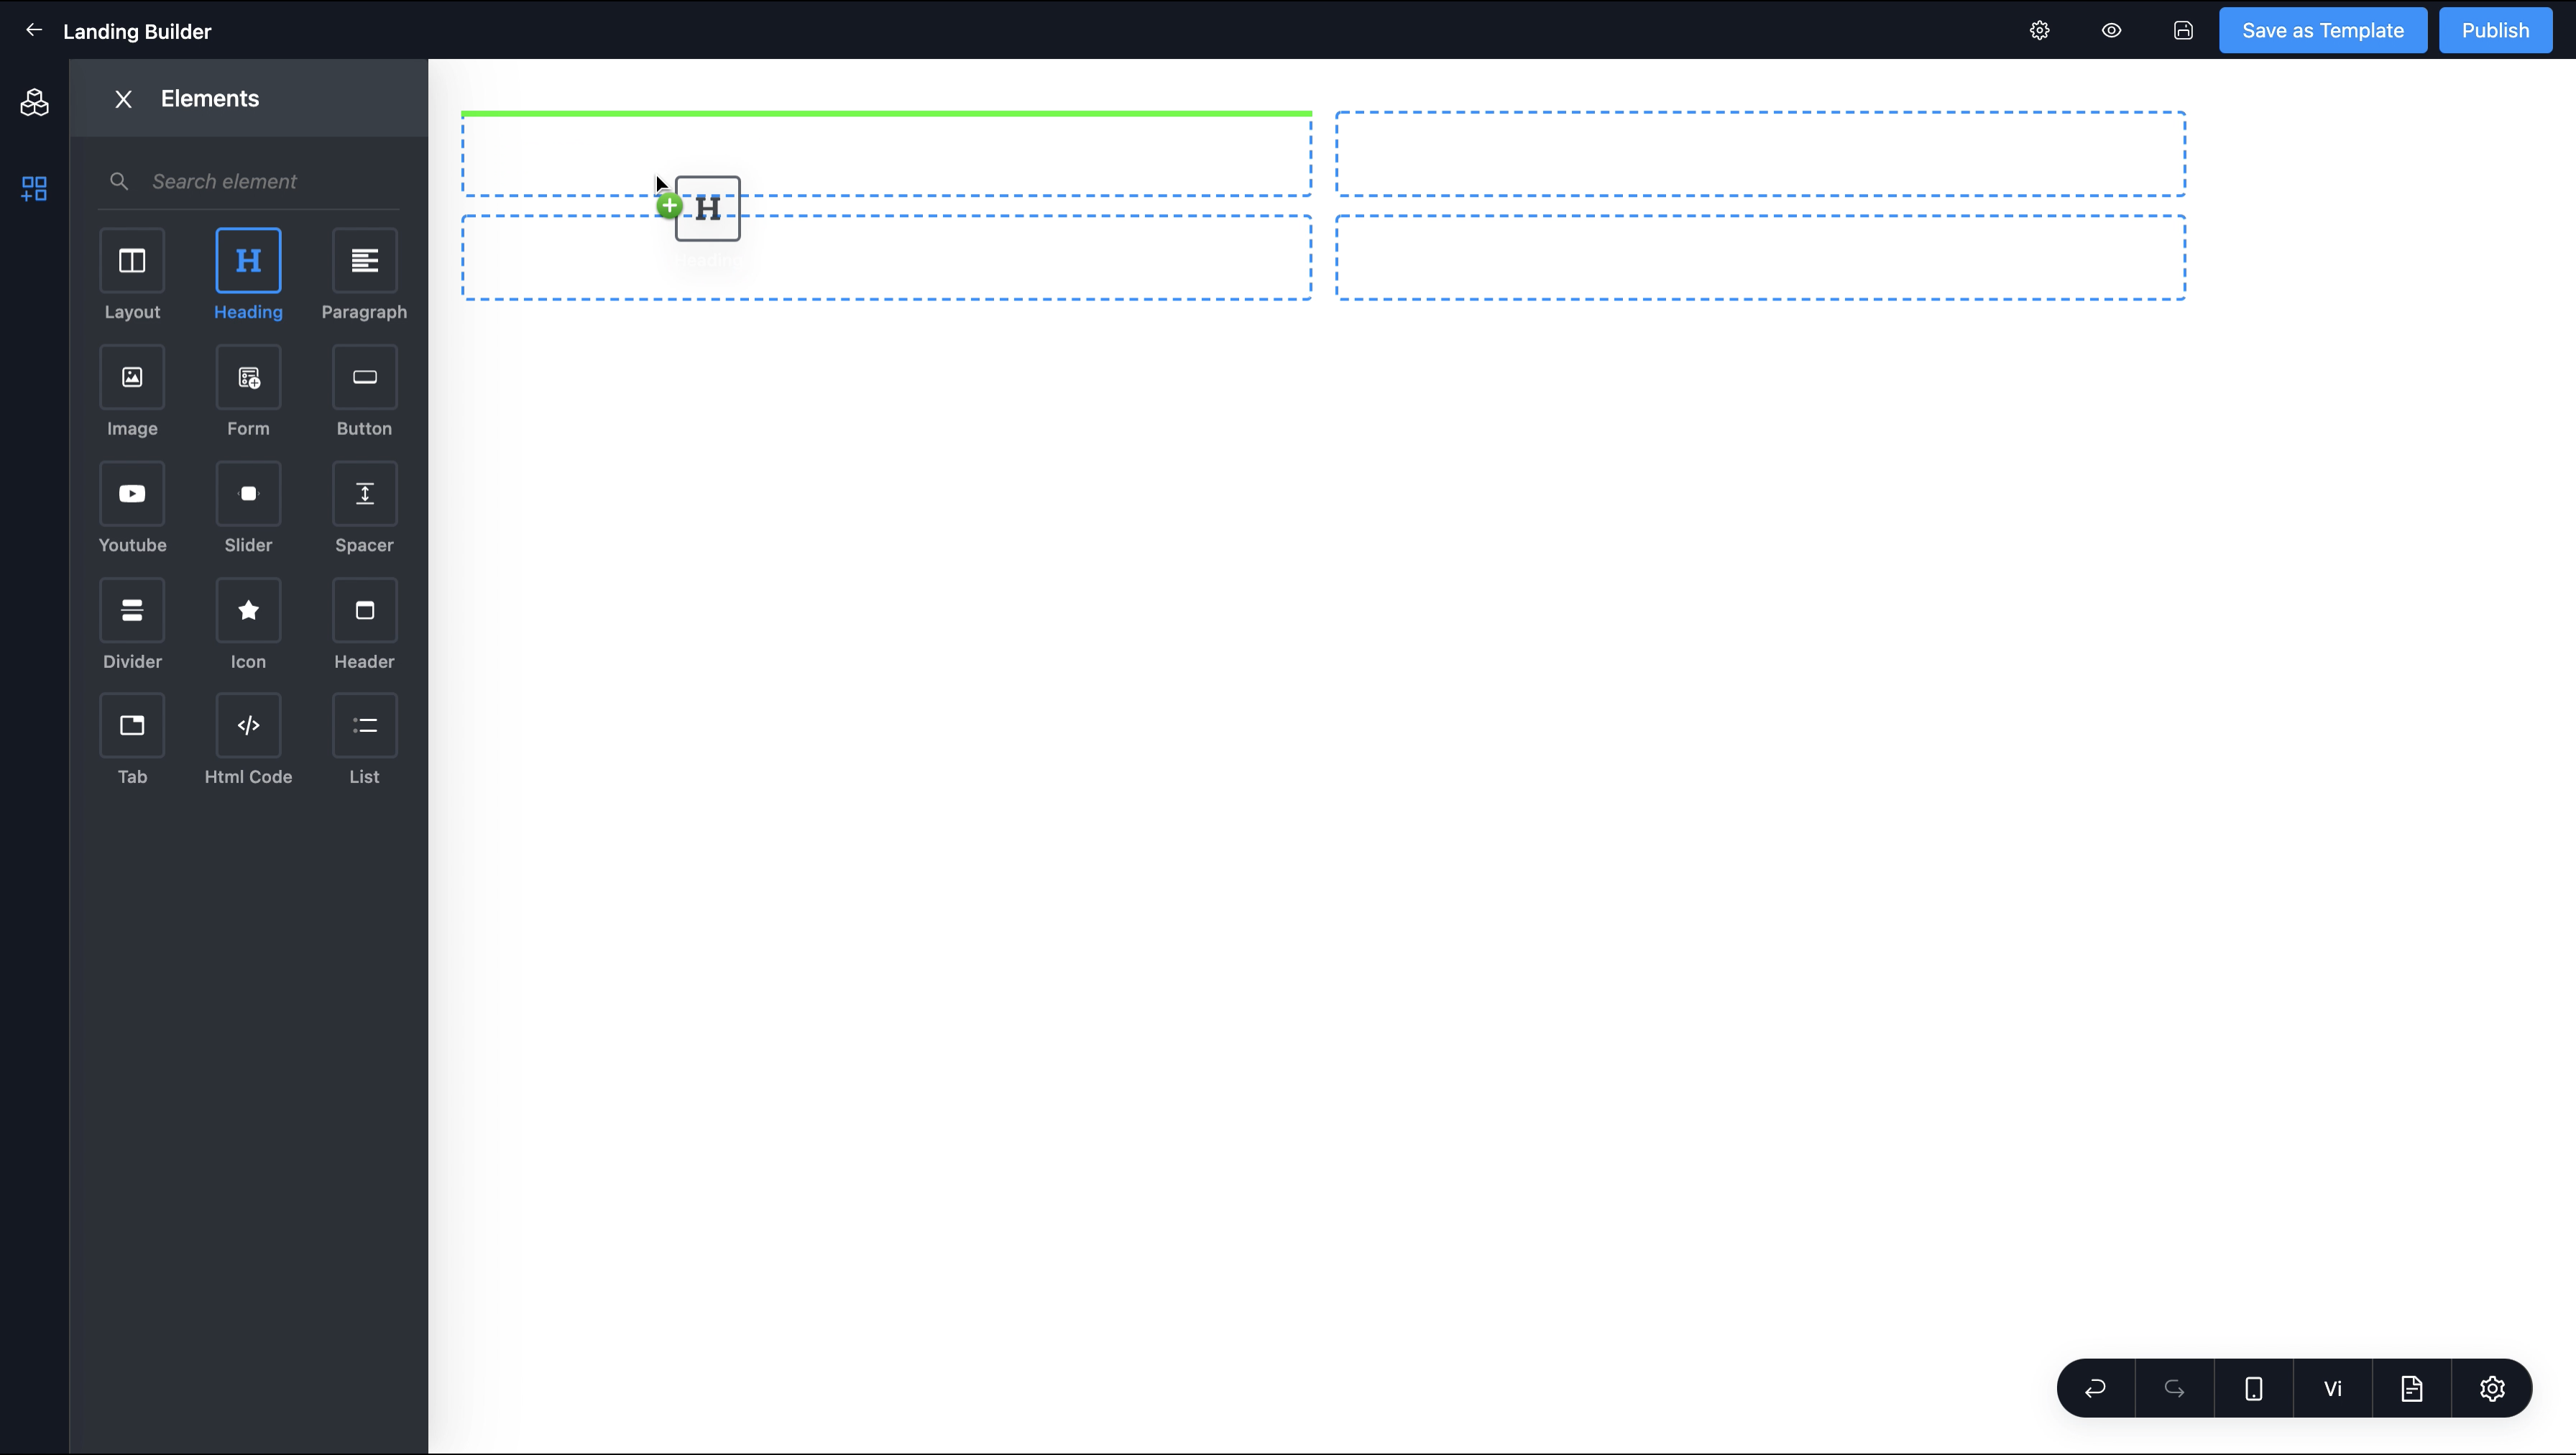 Landing Builder
Save as Template
Publish
Elements
Search element
Layout
Heading
Paragraph
Image
Form
Button
Youtube
Slider
Spacer
Divider
Icon
Header
Tab
Html Code
List
H
Vi